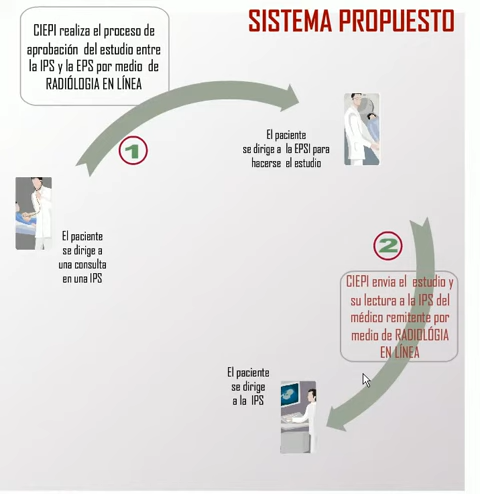 SISTEMA PROPUESTO
CIEPI realiza el proceso de
aprobación del estudio entre
la IPS y la EPS por medio de
RADIÓLOGIA EN LÍNEA
1
El paciente
se dirige a la EPSI para
hacerse el estudio
El paciente
se dirige a
una consulta
en una IPS
2
CIEPI envia el estudio y
su lectura a la IPS del
médico remitente por
medio de RADIOLÓGIA
EN LÍNEA
El paciente
se dirige
a la IPS